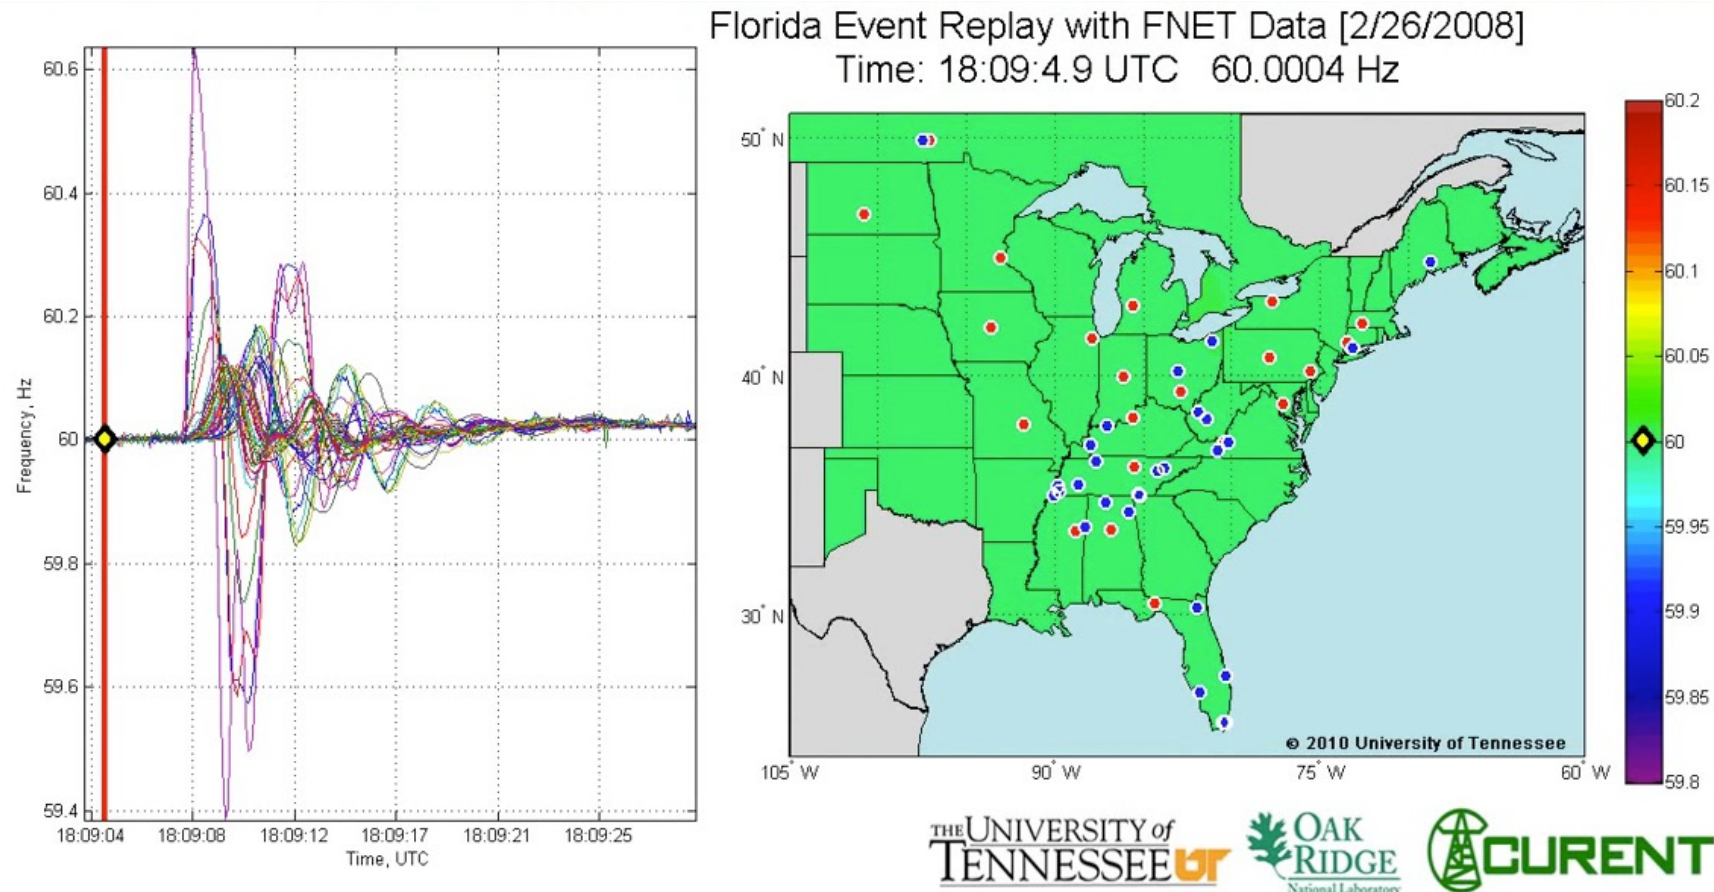 Florida Event Replay with FNET Data [2/26/2008]
Time: 18:09:4.9 UTC 60.0004 Hz
60.6
60.4
60.2
60
59.8
59.6
59.4
Frequency, Hz
18:09:04 18:09:08 18:09:12 18:09:17 18:09:21 18:09:25
Time, UTC
50° N
40° N
30° N
105° W 90° W 75° W 60° W
© 2010 University of Tennessee
60.2
60.15
60.1
60.05
60
59.95
59.9
59.85
59.8
THE UNIVERSITY of
TENNESSEE UT
OAK
RIDGE
National Laboratory
CURENT